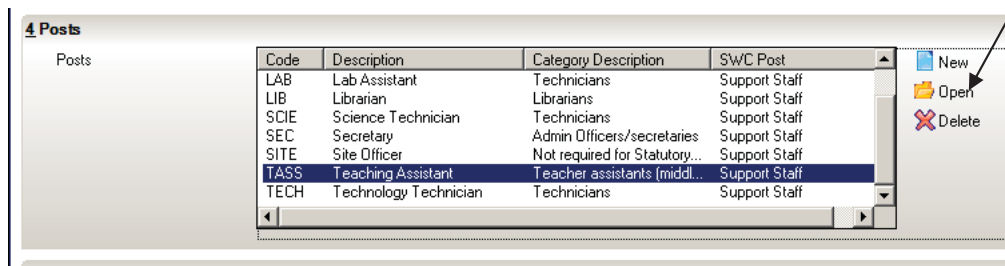 4 Posts
Posts
Code Description Category Description SWC Post
New
LAB Lab Assistant Technicians Support Staff
LIB Librarian Librarians Support Staff
Open
SCIE Science Technician Technicians Support Staff
SEC Secretary Admin Officers/secretaries Support Staff
Delete
SITE Site Officer Not required for Statutory... Support Staff
TASS Teaching Assistant Teacher assistants (middl... Support Staff
TECH Technology Technician Technicians Support Staff